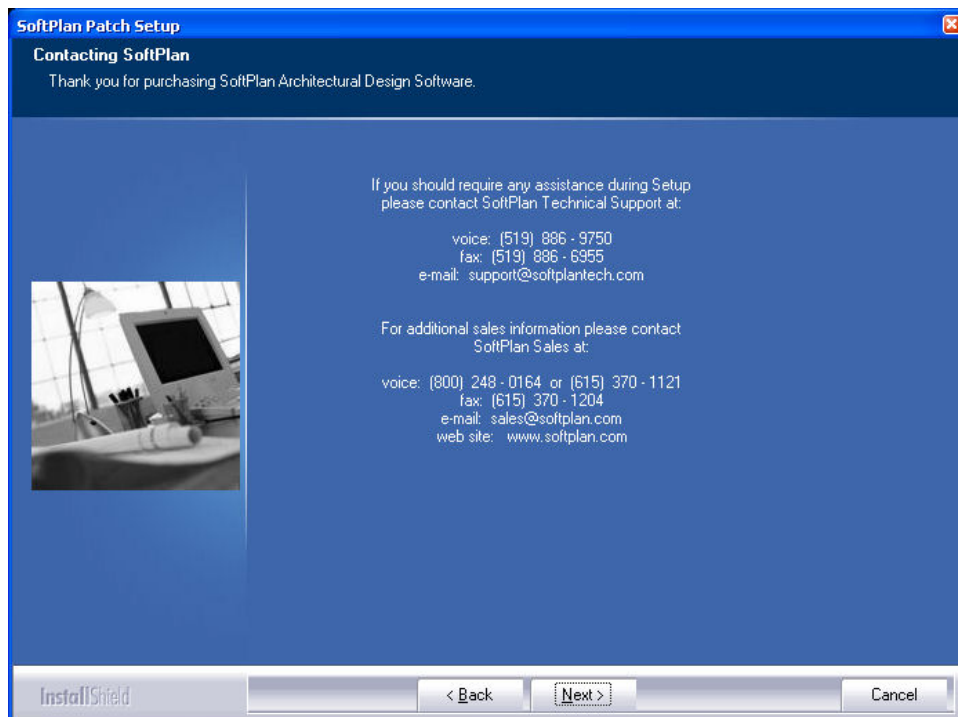 SoftPlan Patch Setup
Contacting SoftPlan
Thank you for purchasing SoftPlan Architectural Design Software.
If you should require any assistance during Setup
please contact SoftPlan Technical Support at:
voice: (519) 886 - 9750
fax: (519) 886 - 6955
e-mail: support@softplantech.com
For additional sales information please contact
SoftPlan Sales at:
voice: (800) 248 - 0164 or (615) 370 - 1121
fax: (615) 370 - 1204
e-mail: sales@softplan.com
web site: www.softplan.com
InstallShield
< Back
Next >
Cancel